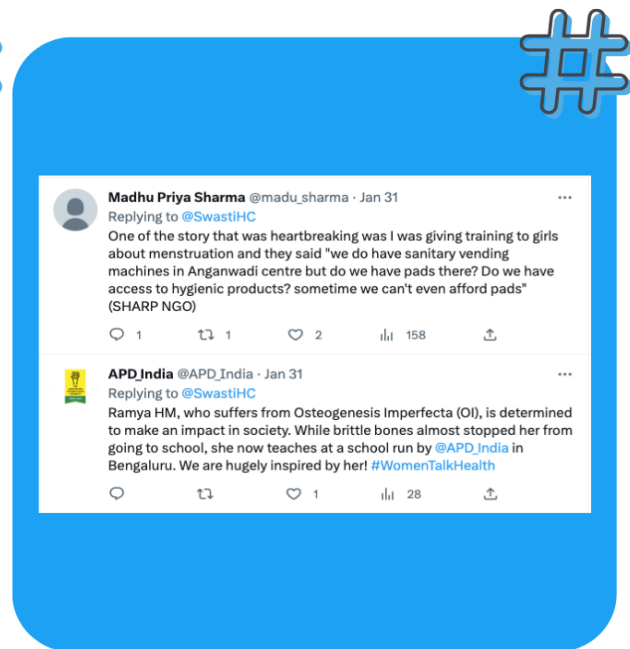 #
Madhu Priya Sharma @madu_sharma · Jan 31
Replying to @SwastiHC
One of the story that was heartbreaking was I was giving training to girls
about menstruation and they said "we do have sanitary vending
machines in Anganwadi centre but do we have pads there? Do we have
access to hygienic products? sometime we can't even afford pads"
(SHARP NGO)
1 1 2 158
APD_India @APD_India · Jan 31
Replying to @SwastiHC
Ramya HM, who suffers from Osteogenesis Imperfecta (OI), is determined
to make an impact in society. While brittle bones almost stopped her from
going to school, she now teaches at a school run by @APD_India in
Bengaluru. We are hugely inspired by her! #WomenTalkHealth
1 28